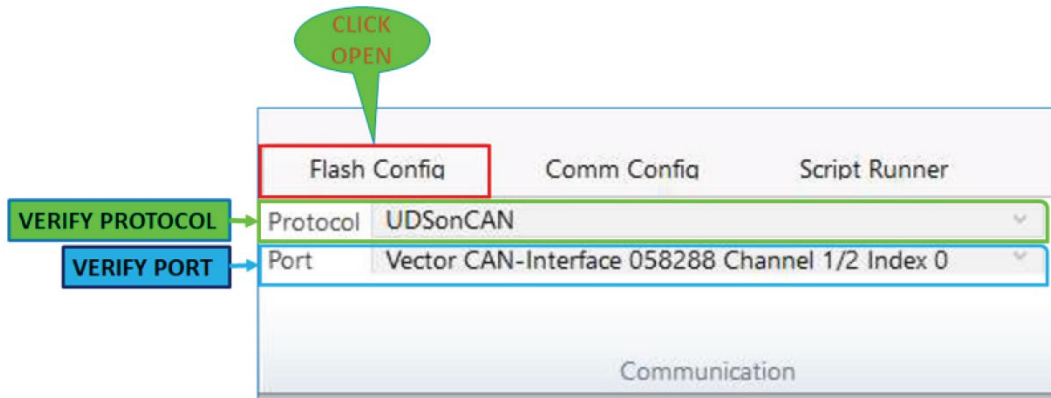 CLICK
OPEN
Flash Config Comm Config Script Runner
VERIFY PROTOCOL Protocol UDSonCAN
VERIFY PORT Port Vector CAN-Interface 058288 Channel 1/2 Index 0
Communication